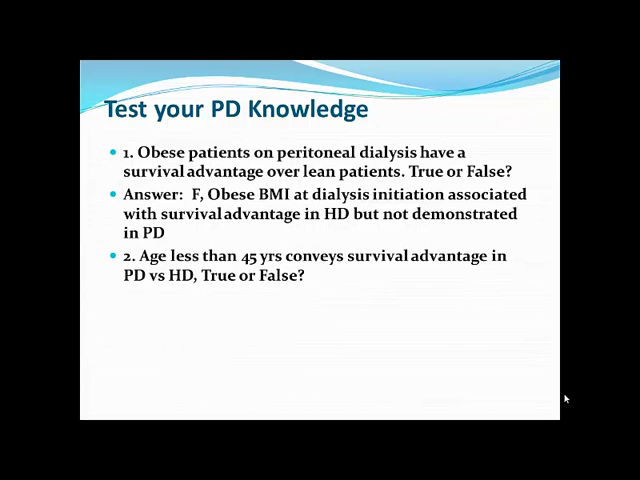 Test your PD Knowledge
1. Obese patients on peritoneal dialysis have a
survival advantage over lean patients. True or False?
Answer: F, Obese BMI at dialysis initiation associated
with survival advantage in HD but not demonstrated
in PD
2. Age less than 45 yrs conveys survival advantage in
PD vs HD, True or False?